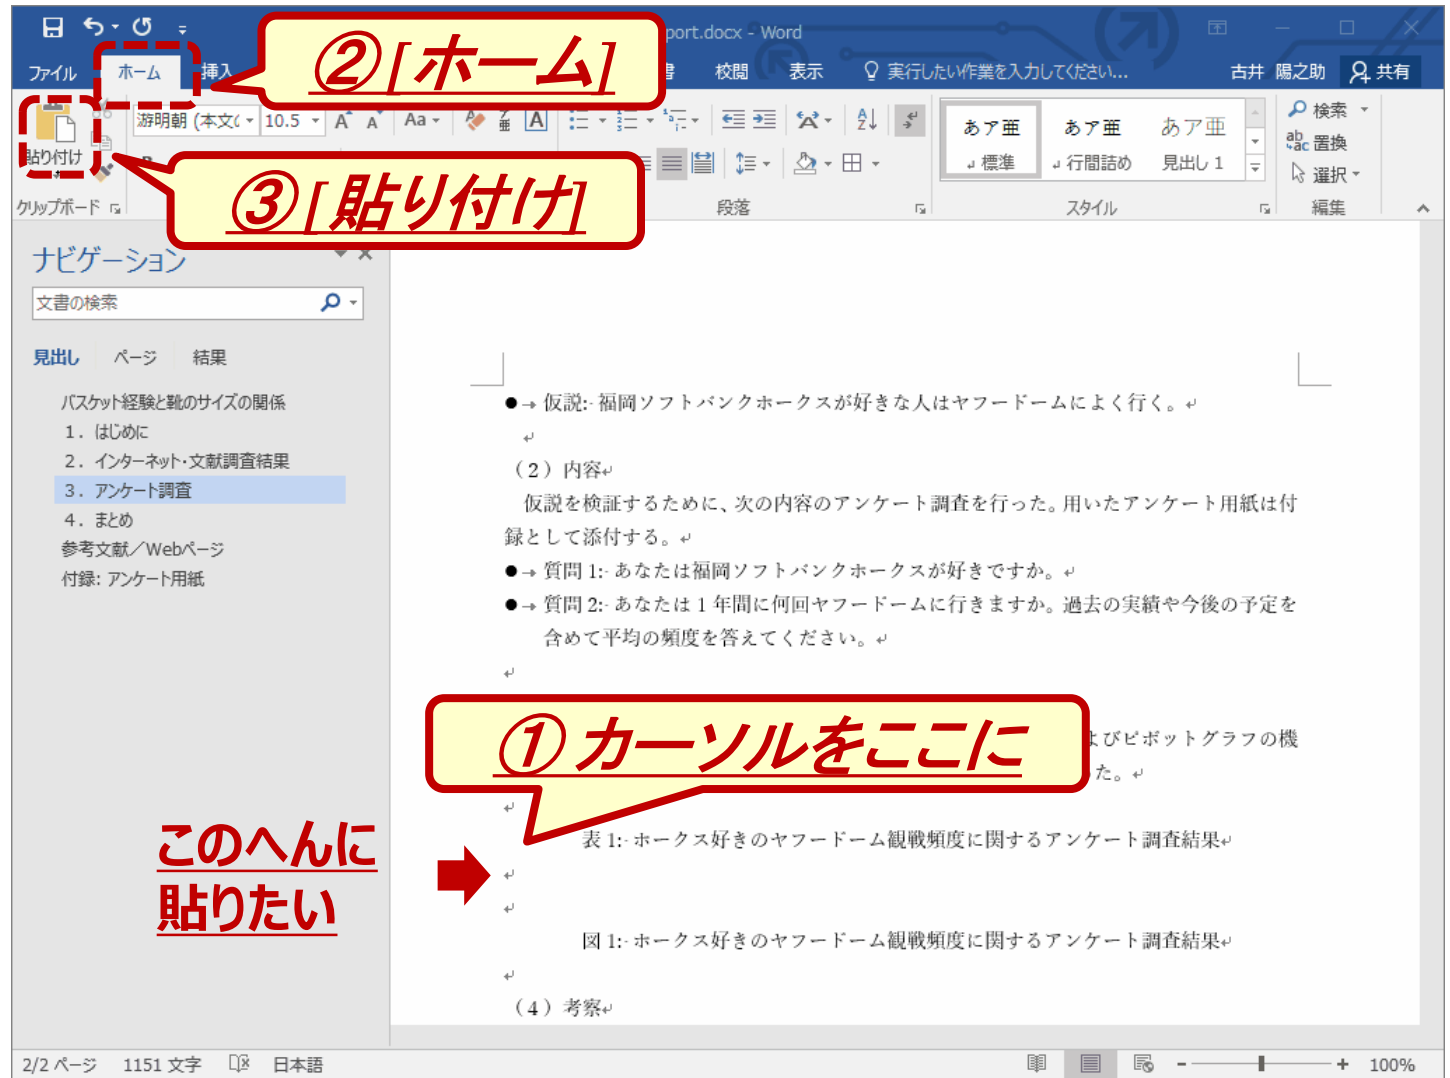 port.docx - Word
②[ホーム]
ファイル
ホーム
挿入
校閲
表示
実行したい作業を入力してください...
古井 陽之助
共有
貼り付け
游明朝 (本文(
10.5
A A
Aa
A
あア亜
あア亜
あア亜
標準
行間詰め
見出し 1
検索
置換
選択
クリップボード
段落
スタイル
編集
③[貼り付け]
ナビゲーション
文書の検索
見出し
ページ
結果
バスケット経験と靴のサイズの関係
1. はじめに
2. インターネット・文献調査結果
3. アンケート調査
4. まとめ
参考文献／Webページ
付録: アンケート用紙
● 仮説: 福岡ソフトバンクホークスが好きな人はヤフードームによく行く。
（2）内容
仮説を検証するために、次の内容のアンケート調査を行った。用いたアンケート用紙は付
録として添付する。
● 質問 1: あなたは福岡ソフトバンクホークスが好きですか。
● 質問 2: あなたは 1 年間に何回ヤフードームに行きますか。過去の実績や今後の予定を
含めて平均の頻度を答えてください。
① カーソルをここに
よびピボットグラフの機
た。
このへんに
貼りたい
表 1: ホークス好きのヤフードーム観戦頻度に関するアンケート調査結果
図 1: ホークス好きのヤフードーム観戦頻度に関するアンケート調査結果
（4）考察
2/2 ページ
1151 文字
日本語
100%